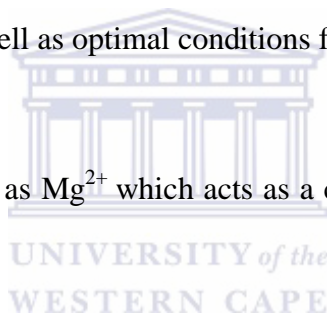 ell as optimal conditions f
as Mg²⁺ which acts as a c
UNIVERSITY of the
WESTERN CAPE